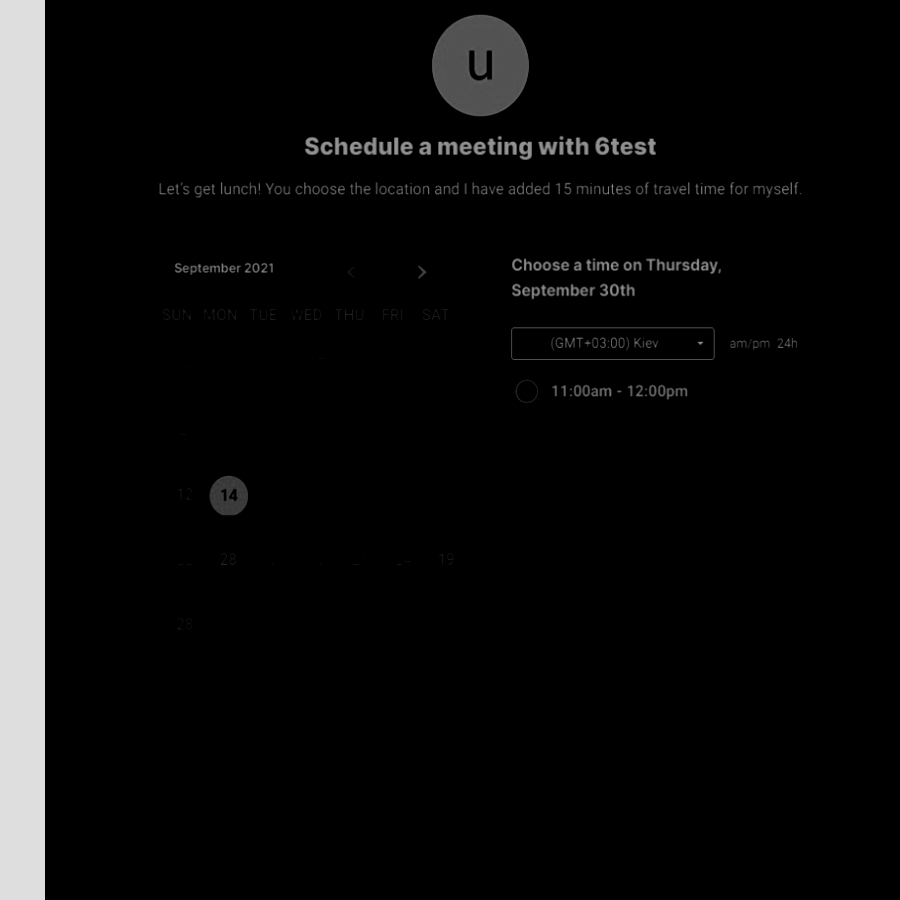 u
Schedule a meeting with 6test
Let's get lunch! You choose the location and I have added 15 minutes of travel time for myself.
September 2021
SUN MON TUE WED THU FRI SAT
12 14
28 19
28
Choose a time on Thursday,
September 30th
(GMT+03:00) Kiev am/pm 24h
11:00am - 12:00pm